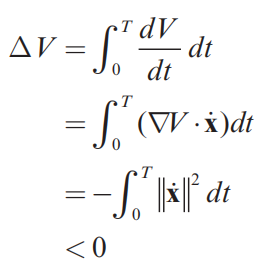 ΔV = ∫₀ᵀ dV/dt dt
= ∫₀ᵀ (∇V · ẋ)dt
= −∫₀ᵀ ‖ẋ‖² dt
< 0